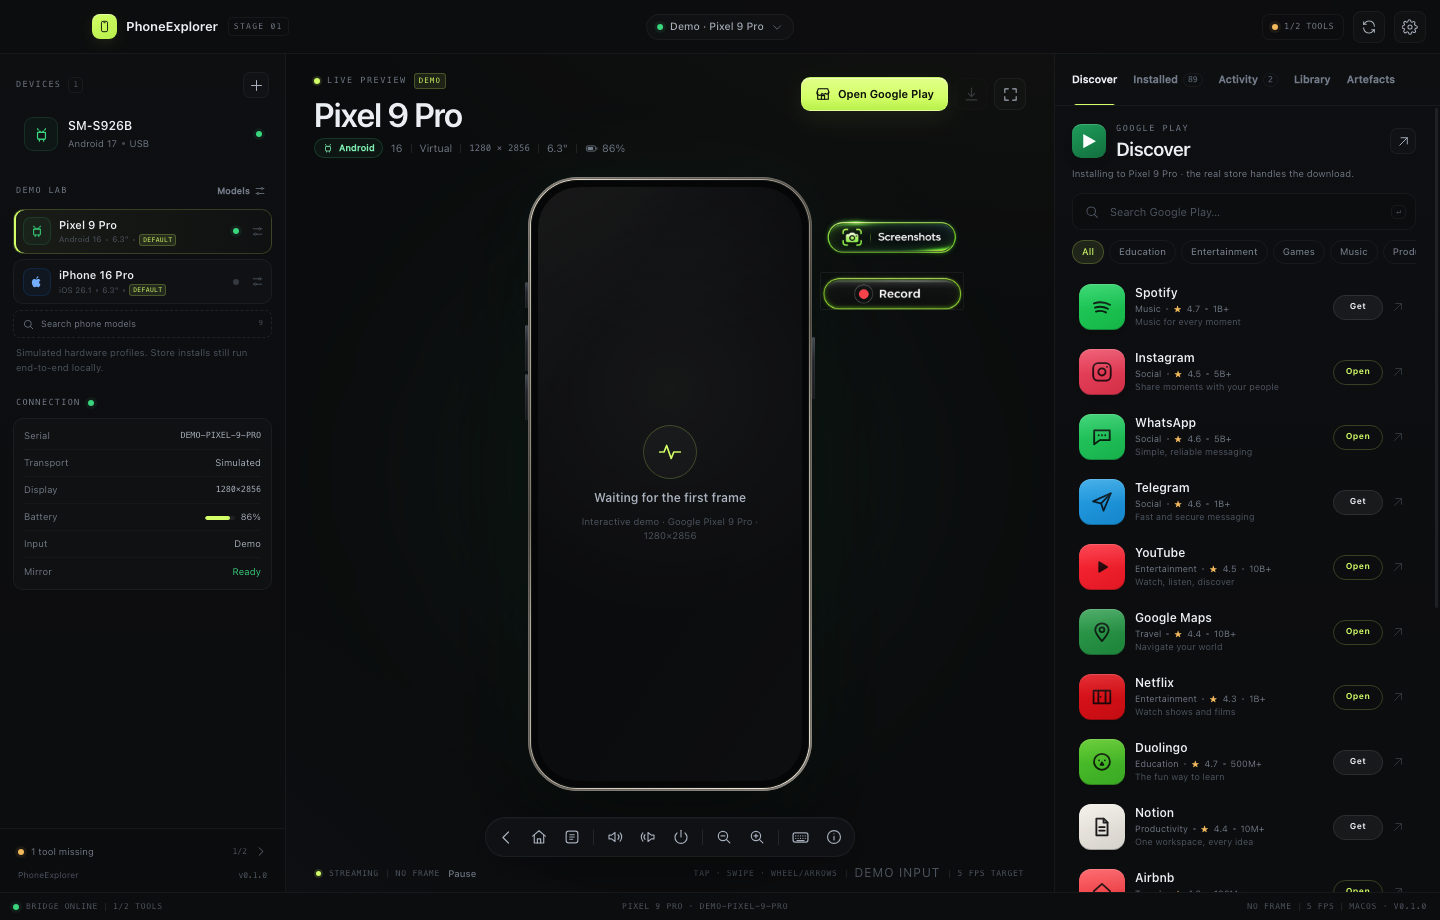 PhoneExplorer STAGE 01
Demo · Pixel 9 Pro
1/2 TOOLS
DEVICES 1
SM-S926B
Android 17 • USB
DEMO LAB Models
Pixel 9 Pro
Android 16 • 6.3" • DEFAULT
iPhone 16 Pro
iOS 26.1 • 6.3" • DEFAULT
Search phone models 9
Simulated hardware profiles. Store installs still run
end-to-end locally.
CONNECTION
Serial DEMO-PIXEL-9-PRO
Transport Simulated
Display 1280×2856
Battery 86%
Input Demo
Mirror Ready
1 tool missing 1/2
PhoneExplorer v0.1.0
LIVE PREVIEW DEMO
Pixel 9 Pro
Android 16 Virtual 1280 × 2856 6.3" 86%
Open Google Play
Screenshots
Record
Waiting for the first frame
Interactive demo · Google Pixel 9 Pro ·
1280×2856
STREAMING NO FRAME Pause
TAP · SWIPE · WHEEL/ARROWS DEMO INPUT 5 FPS TARGET
Discover Installed 89 Activity 2 Library Artefacts
GOOGLE PLAY
Discover
Installing to Pixel 9 Pro · the real store handles the download.
Search Google Play…
All Education Entertainment Games Music Prod
Spotify
Music • ★ 4.7 • 1B+
Music for every moment
Get
Instagram
Social • ★ 4.5 • 5B+
Share moments with your people
Open
WhatsApp
Social • ★ 4.6 • 5B+
Simple, reliable messaging
Open
Telegram
Social • ★ 4.6 • 1B+
Fast and secure messaging
Get
YouTube
Entertainment • ★ 4.5 • 10B+
Watch, listen, discover
Open
Google Maps
Travel • ★ 4.4 • 10B+
Navigate your world
Open
Netflix
Entertainment • ★ 4.3 • 1B+
Watch shows and films
Open
Duolingo
Education • ★ 4.7 • 500M+
The fun way to learn
Get
Notion
Productivity • ★ 4.4 • 10M+
One workspace, every idea
Get
Airbnb
Open
BRIDGE ONLINE 1/2 TOOLS
PIXEL 9 PRO · DEMO-PIXEL-9-PRO
NO FRAME 5 FPS MACOS · V0.1.0